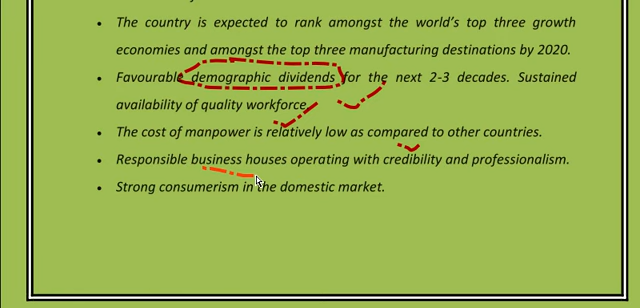 • The country is expected to rank amongst the world's top three growth
economies and amongst the top three manufacturing destinations by 2020.
• Favourable demographic dividends for the next 2-3 decades. Sustained
availability of quality workforce.
• The cost of manpower is relatively low as compared to other countries.
• Responsible business houses operating with credibility and professionalism.
• Strong consumerism in the domestic market.